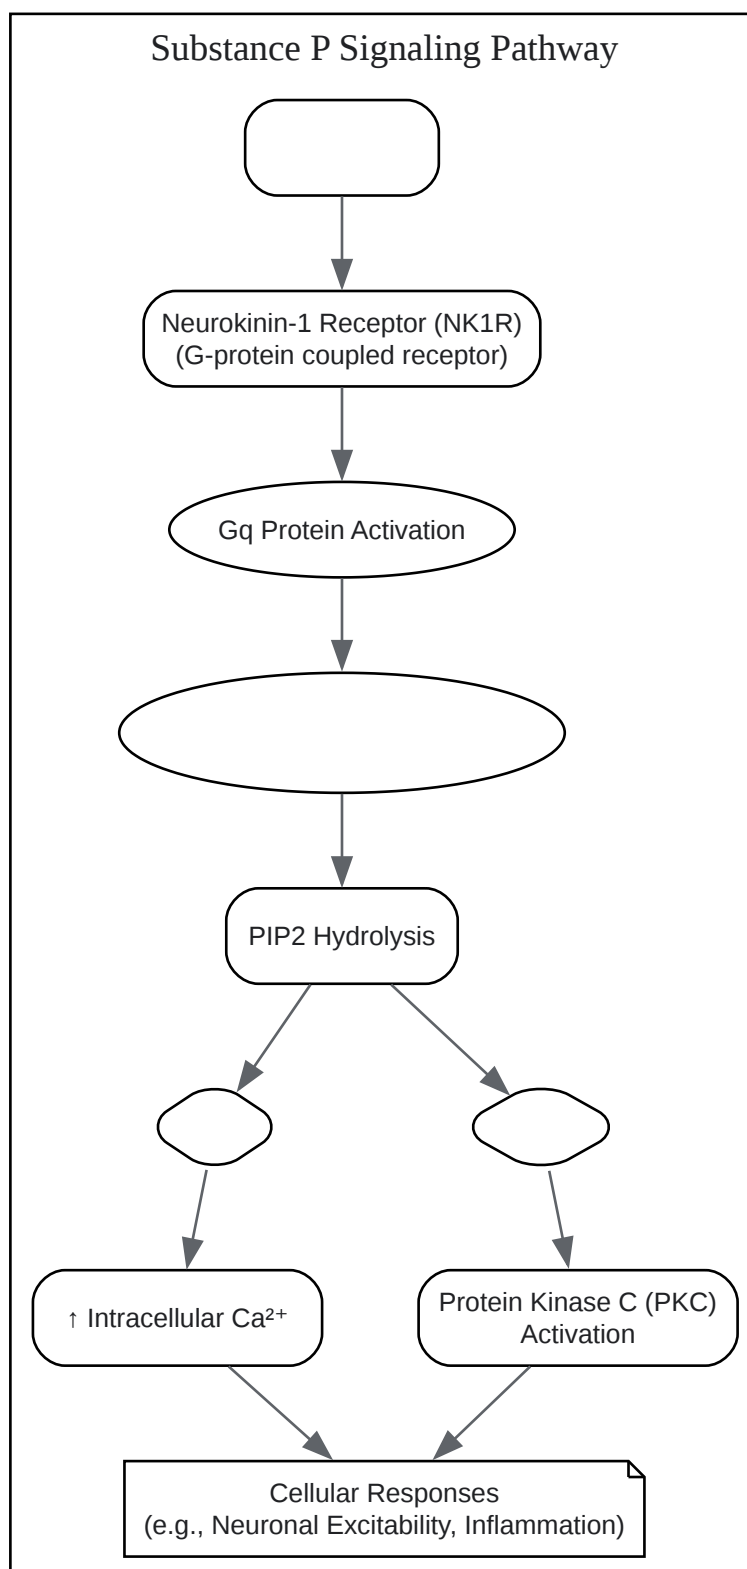 Substance P Signaling Pathway
Neurokinin-1 Receptor (NK1R)
(G-protein coupled receptor)
Gq Protein Activation
PIP2 Hydrolysis
↑ Intracellular Ca²⁺
Protein Kinase C (PKC)
Activation
Cellular Responses
(e.g., Neuronal Excitability, Inflammation)